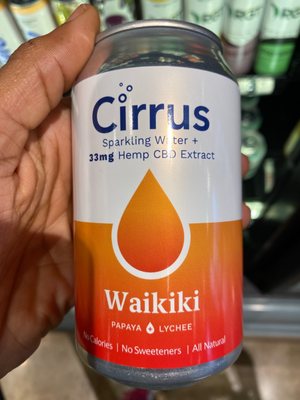 Cirrus
Sparkling Water +
33mg Hemp CBD Extract
Waikiki
PAPAYA LYCHEE
No Calories | No Sweeteners | All Natural